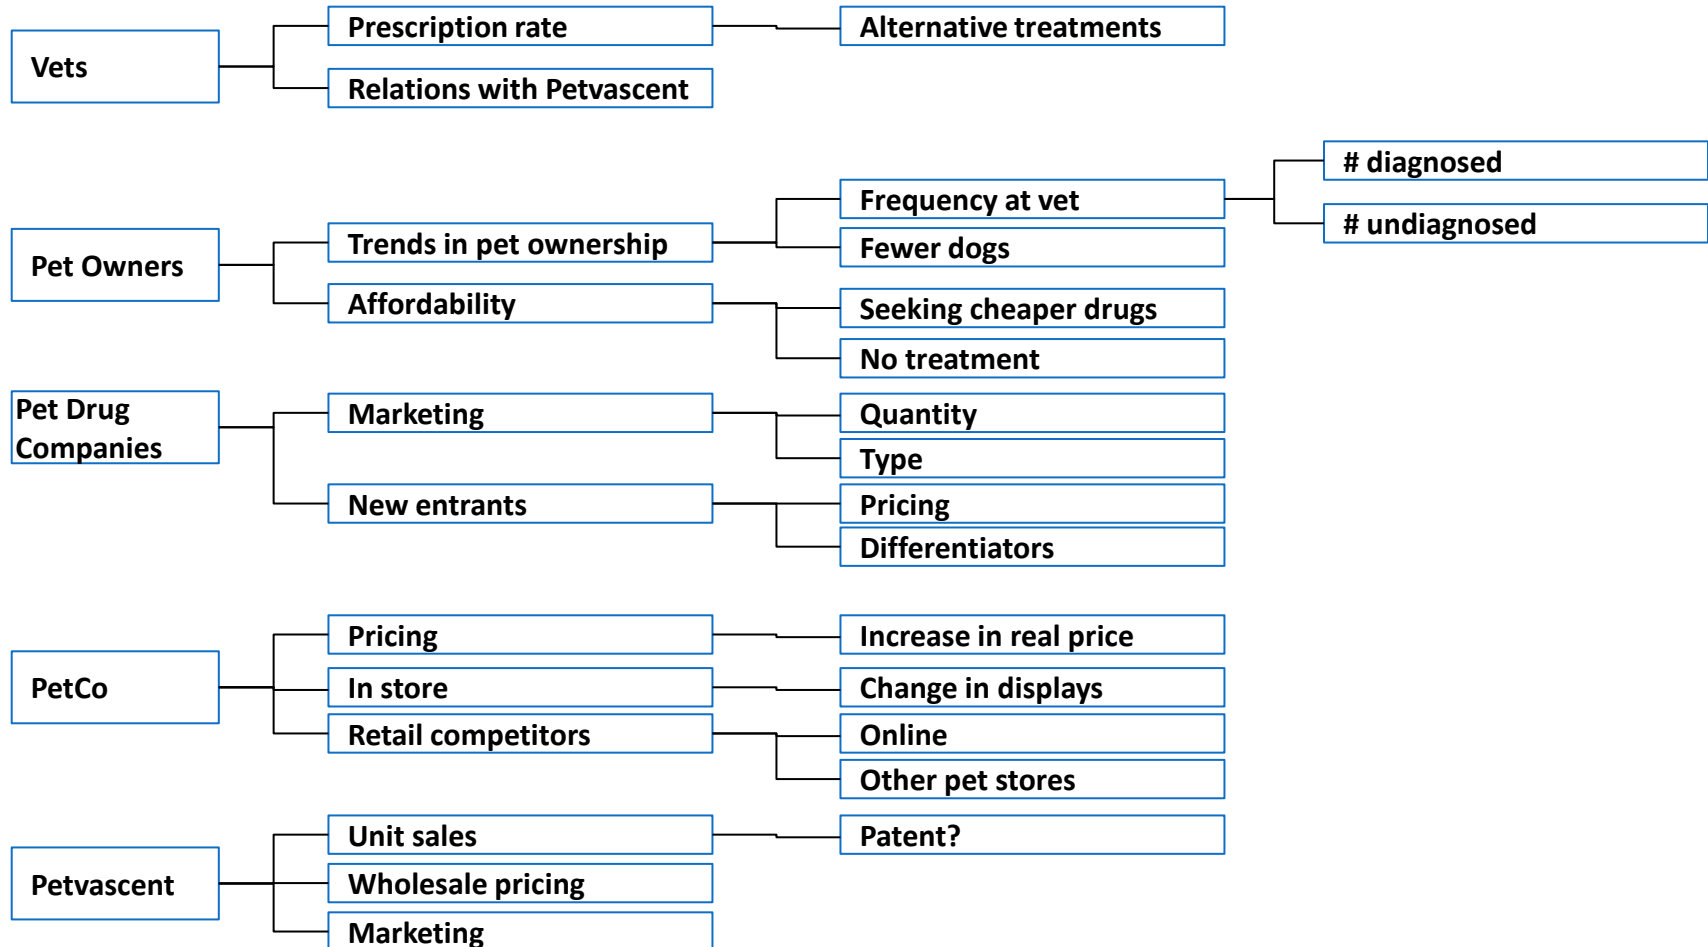 Vets
Prescription rate
Alternative treatments
Relations with Petvascent
Pet Owners
Trends in pet ownership
Frequency at vet
# diagnosed
# undiagnosed
Fewer dogs
Affordability
Seeking cheaper drugs
No treatment
Pet Drug
Companies
Marketing
Quantity
Type
New entrants
Pricing
Differentiators
PetCo
Pricing
Increase in real price
In store
Change in displays
Retail competitors
Online
Other pet stores
Petvascent
Unit sales
Patent?
Wholesale pricing
Marketing